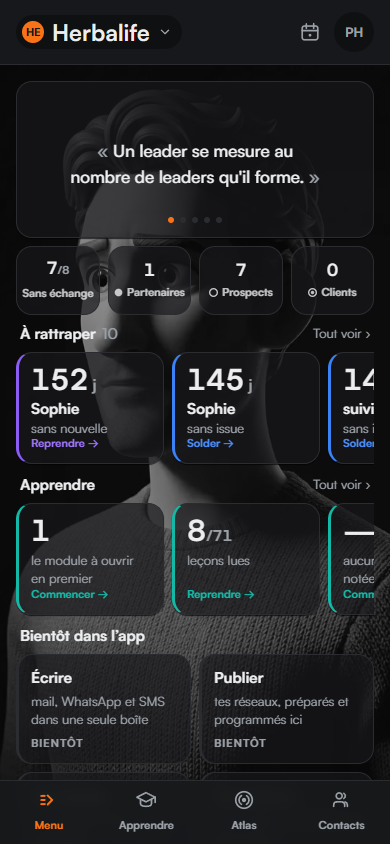 HE Herbalife
PH
« Un leader se mesure au
nombre de leaders qu'il forme. »
7/8
Sans échange
1
Partenaires
7
Prospects
0
Clients
À rattraper 10
Tout voir ›
152 j
Sophie
sans nouvelle
Reprendre →
145 j
Sophie
sans issue
Solder →
14
suivi
sans i
Solder
Apprendre
Tout voir ›
1
le module à ouvrir
en premier
Commencer →
8/71
leçons lues
Reprendre →
—
aucun
notée
Comm
Bientôt dans l'app
Écrire
mail, WhatsApp et SMS
dans une seule boîte
BIENTÔT
Publier
tes réseaux, préparés et
programmés ici
BIENTÔT
Menu
Apprendre
Atlas
Contacts